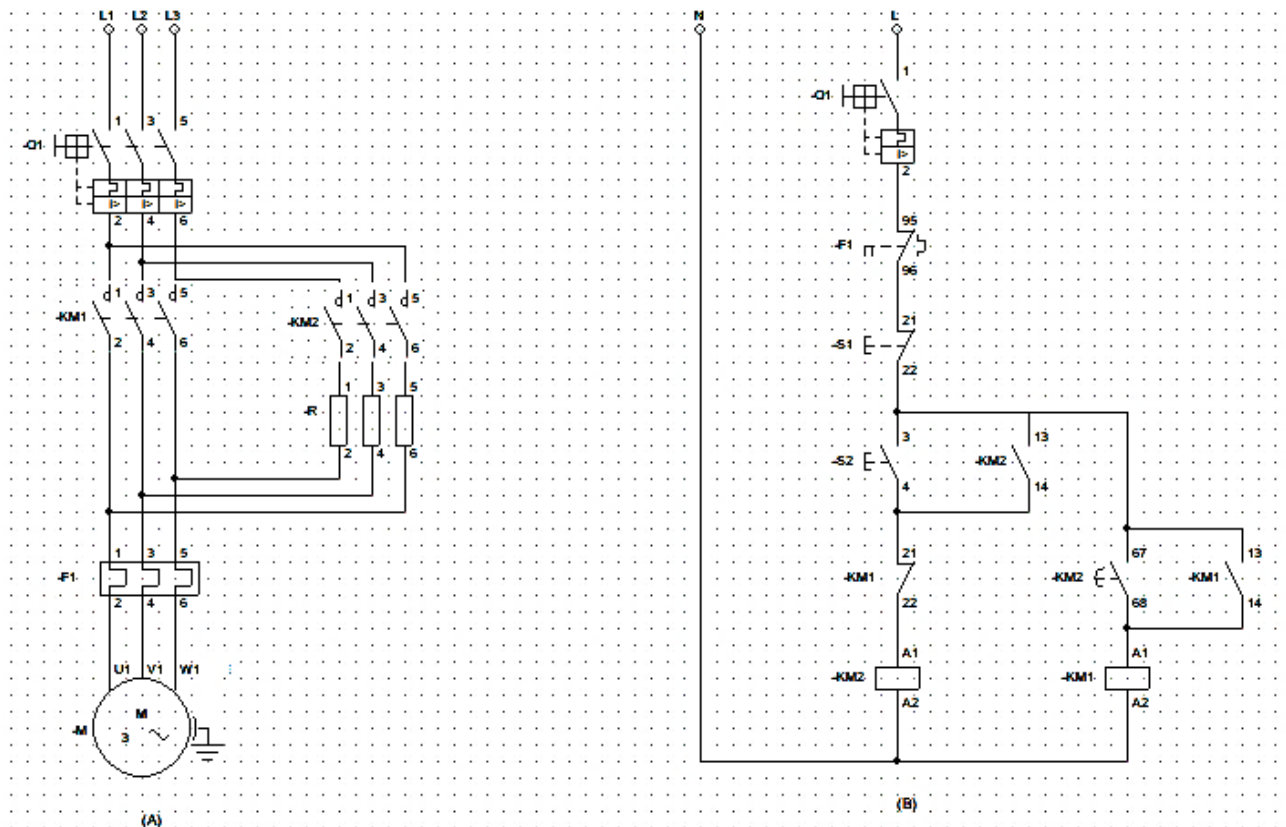 L1 L2 L3
-Q1
1 3 5
I> I> I>
2 4 6
-KM1
1 3 5
2 4 6
-KM2
1 3 5
2 4 6
-R
1 3 5
2 4 6
-F1
1 3 5
2 4 6
U1 V1 W1
-M
M
3
(A)
N L
1
-Q1
I>
2
95
-F1
96
21
-S1
22
3
-S2
4
13
-KM2
14
21
-KM1
22
67
-KM2
68
13
-KM1
14
A1
-KM2
A2
A1
-KM1
A2
(B)